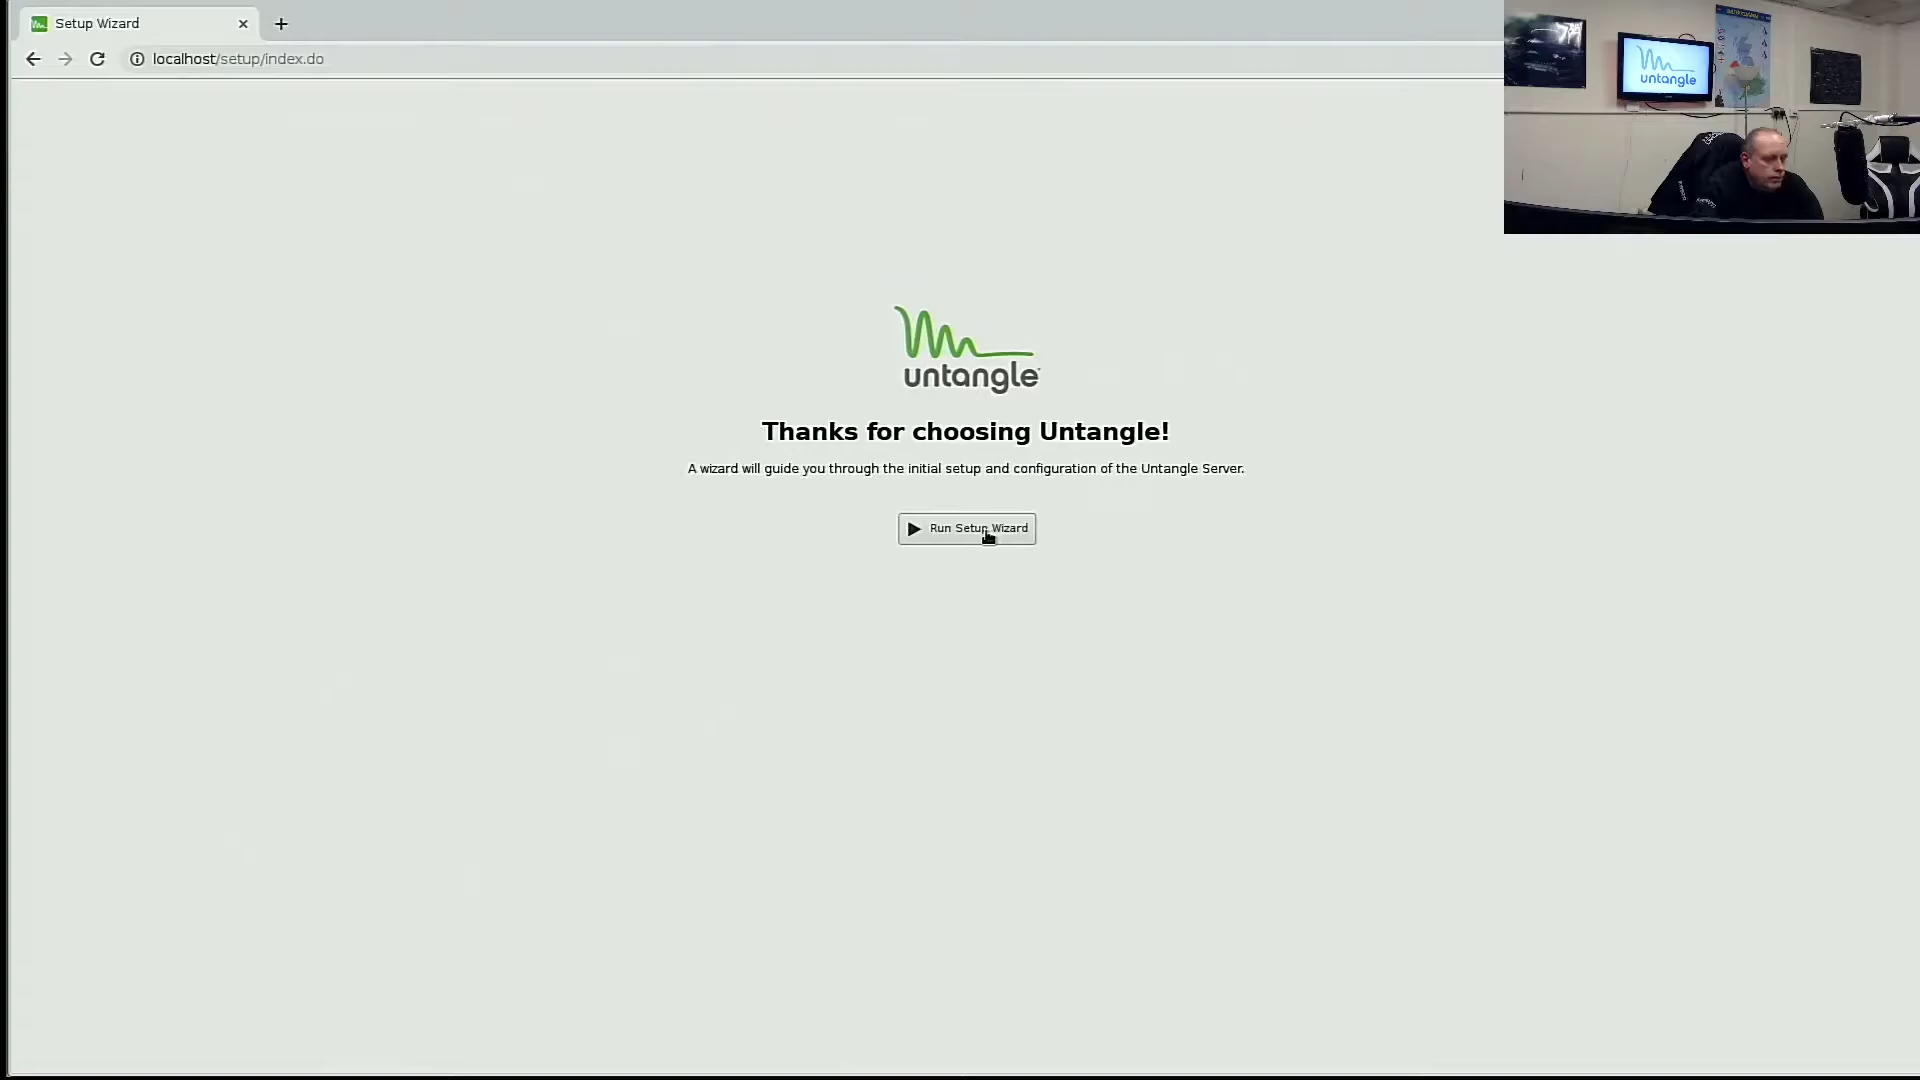 Setup Wizard
localhost/setup/index.do
untangle
untangle
Thanks for choosing Untangle!
A wizard will guide you through the initial setup and configuration of the Untangle Server.
Run Setup Wizard